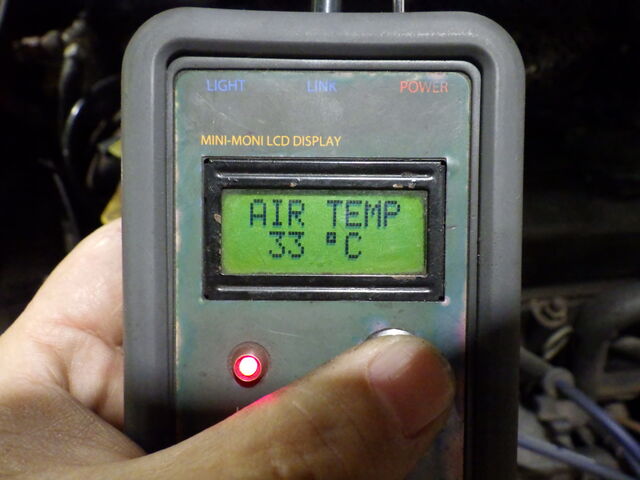 LIGHT LINK POWER
MINI-MONI LCD DISPLAY
AIR TEMP
33 °C